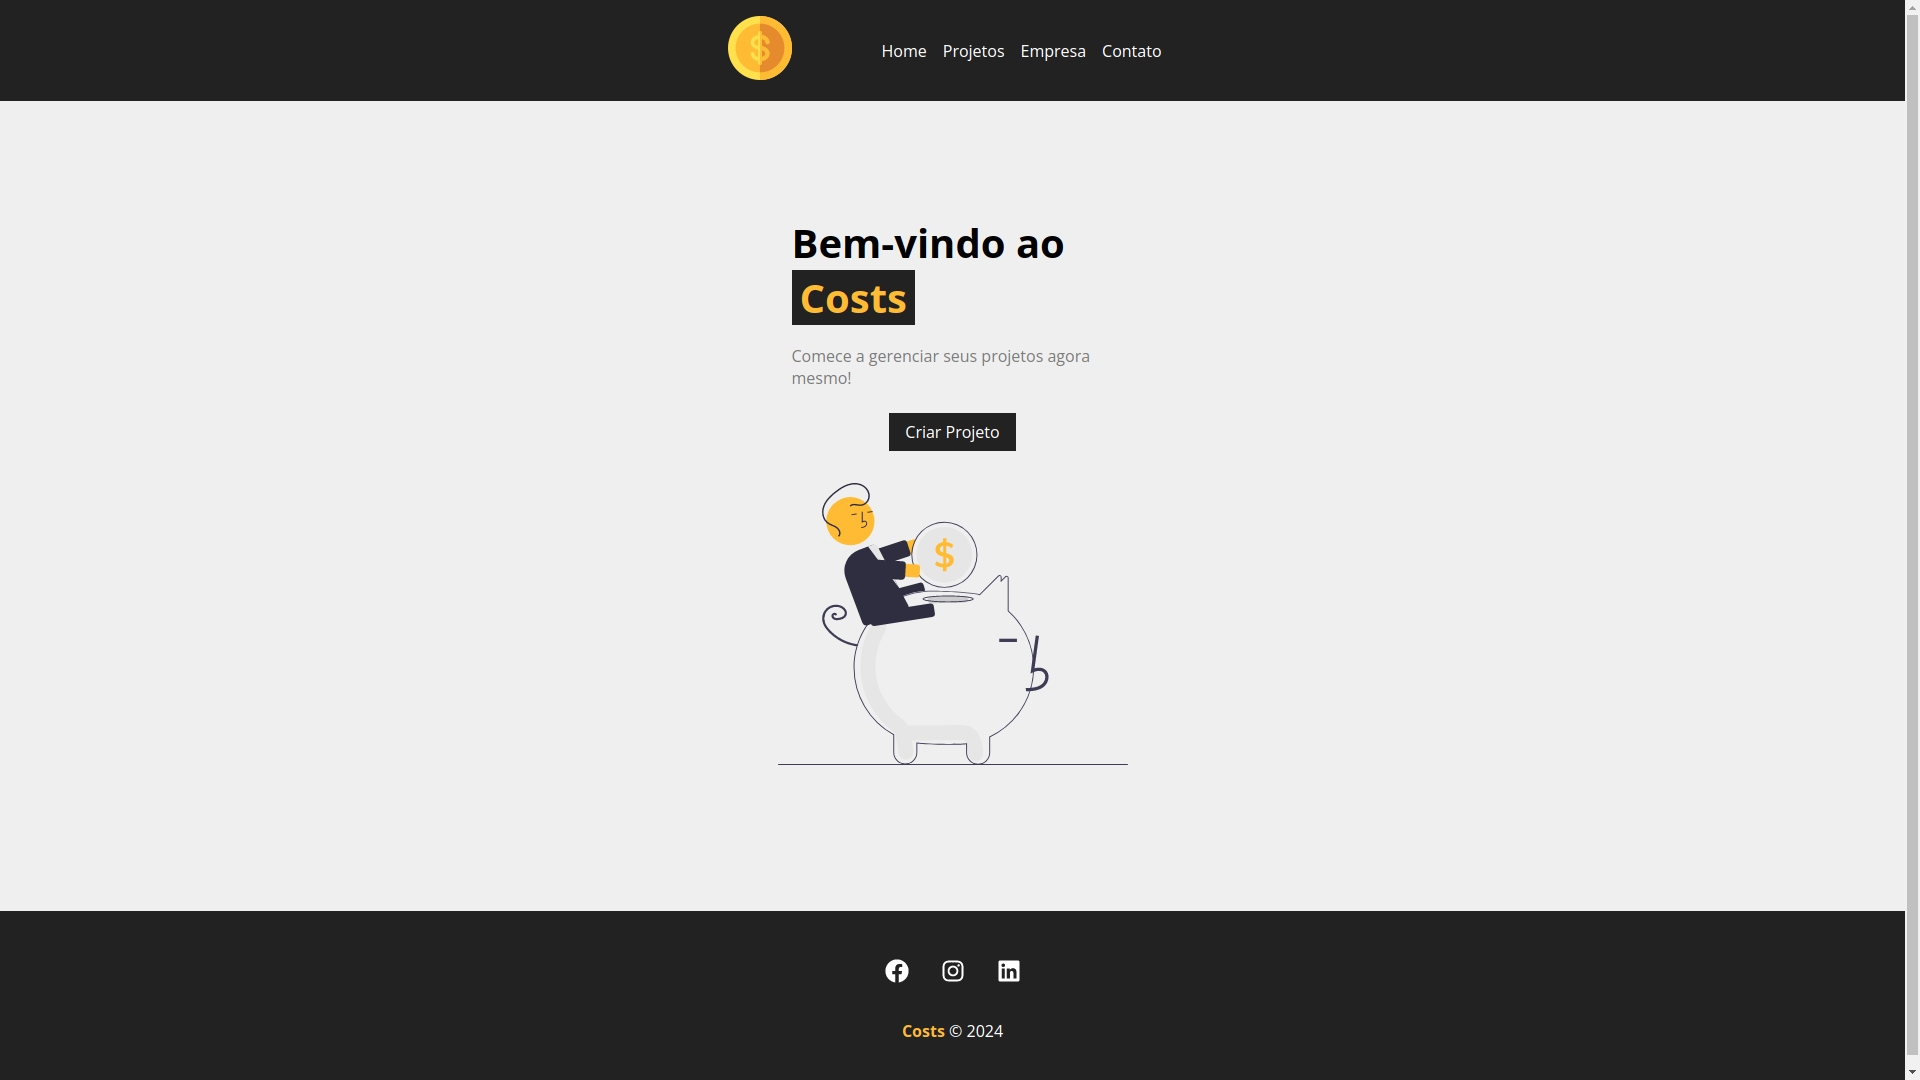 $
Home Projetos Empresa Contato
Bem-vindo ao
Costs
Comece a gerenciar seus projetos agora
mesmo!
Criar Projeto
$
Costs © 2024